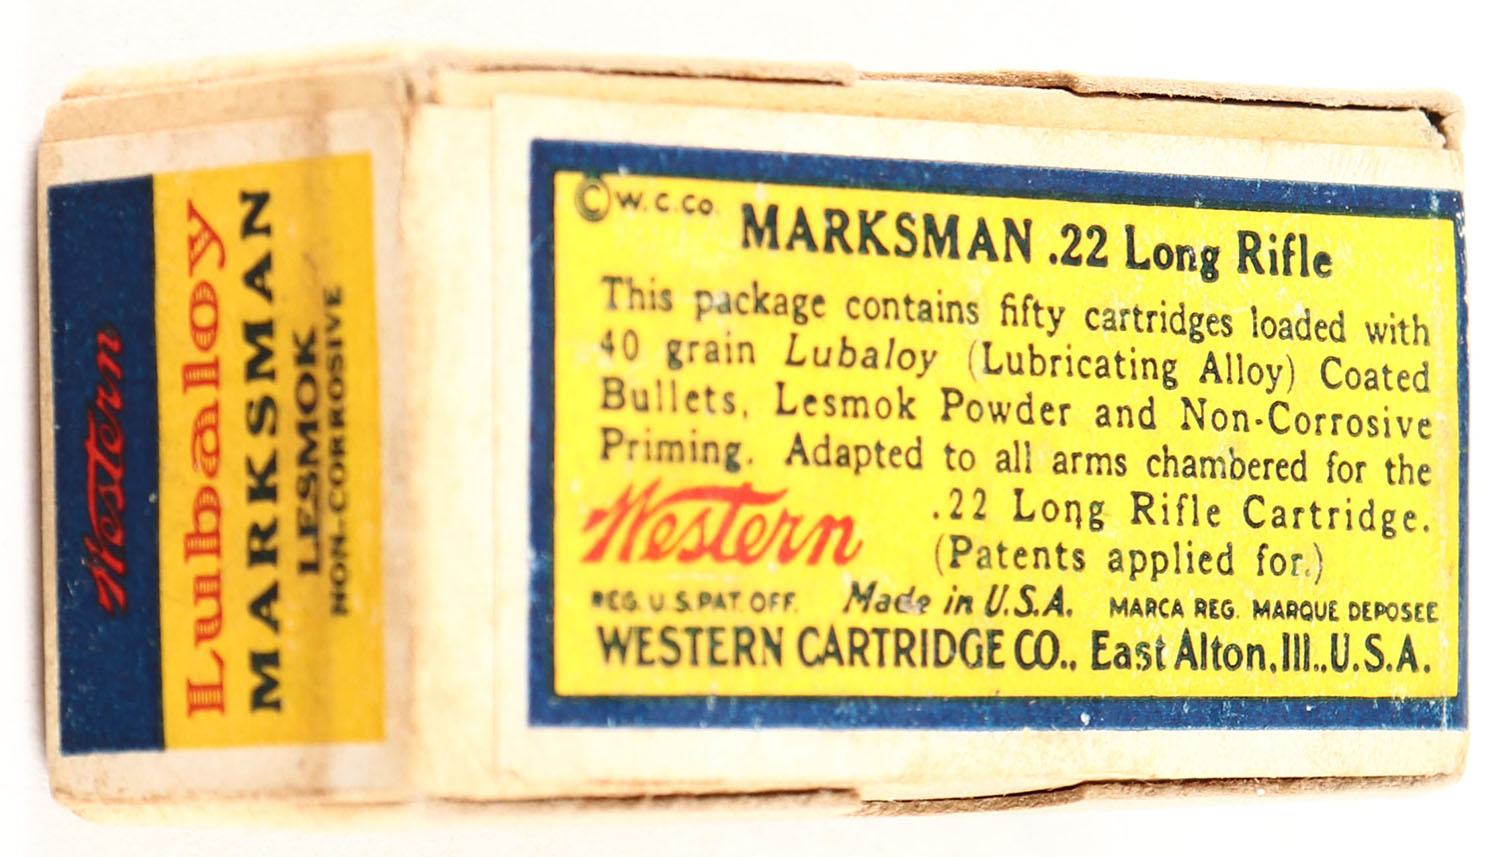 Western
Lubaloy
MARKSMAN
LESMOK
NON-CORROSIVE
© W.C.Co.
MARKSMAN .22 Long Rifle
This package contains fifty cartridges loaded with
40 grain Lubaloy (Lubricating Alloy) Coated
Bullets, Lesmok Powder and Non-Corrosive
Priming. Adapted to all arms chambered for the
.22 Long Rifle Cartridge.
(Patents applied for.)
Western
REG. U.S. PAT. OFF. Made in U.S.A. MARCA REG. MARQUE DEPOSEE
WESTERN CARTRIDGE CO., East Alton, Ill., U.S.A.